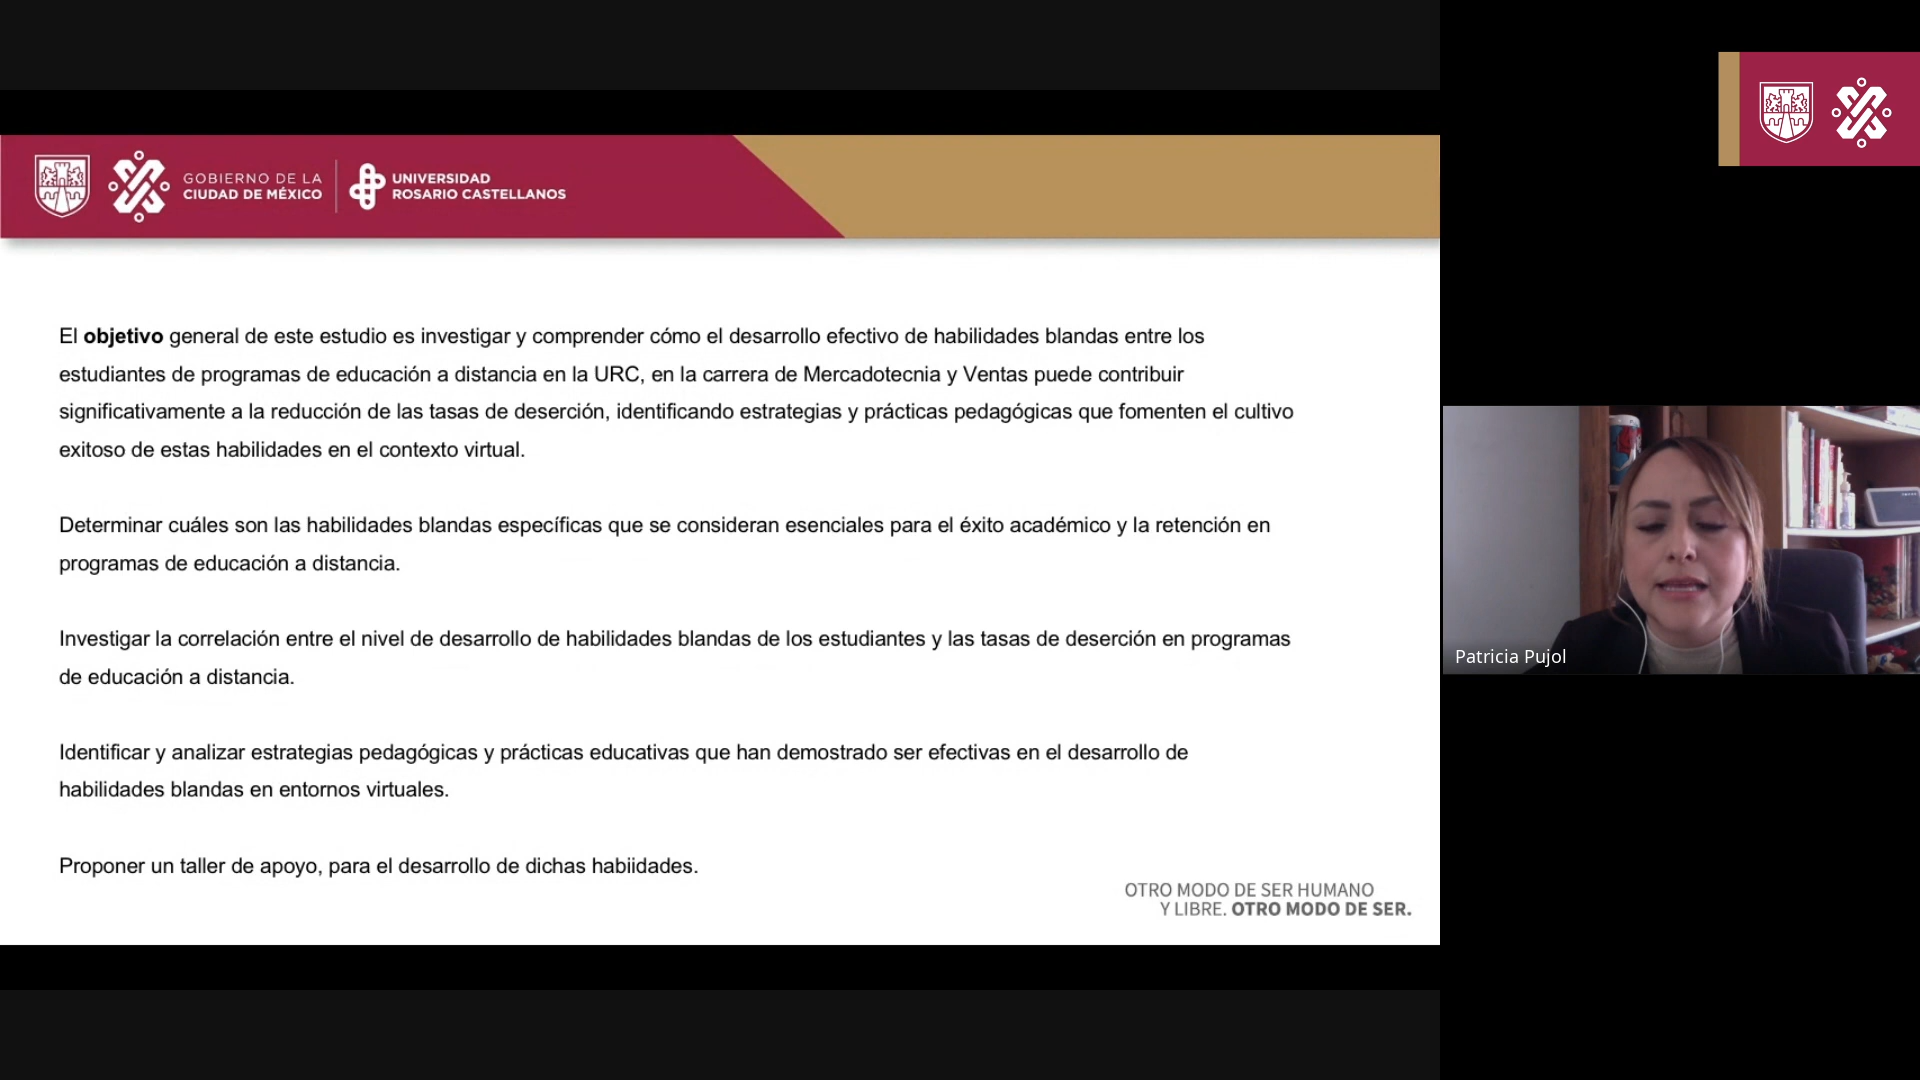 GOBIERNO DE LA
CIUDAD DE MÉXICO
UNIVERSIDAD
ROSARIO CASTELLANOS
El objetivo general de este estudio es investigar y comprender cómo el desarrollo efectivo de habilidades blandas entre los
estudiantes de programas de educación a distancia en la URC, en la carrera de Mercadotecnia y Ventas puede contribuir
significativamente a la reducción de las tasas de deserción, identificando estrategias y prácticas pedagógicas que fomenten el cultivo
exitoso de estas habilidades en el contexto virtual.
Determinar cuáles son las habilidades blandas específicas que se consideran esenciales para el éxito académico y la retención en
programas de educación a distancia.
Investigar la correlación entre el nivel de desarrollo de habilidades blandas de los estudiantes y las tasas de deserción en programas
de educación a distancia.
Identificar y analizar estrategias pedagógicas y prácticas educativas que han demostrado ser efectivas en el desarrollo de
habilidades blandas en entornos virtuales.
Proponer un taller de apoyo, para el desarrollo de dichas habiidades.
OTRO MODO DE SER HUMANO
Y LIBRE. OTRO MODO DE SER.
Patricia Pujol